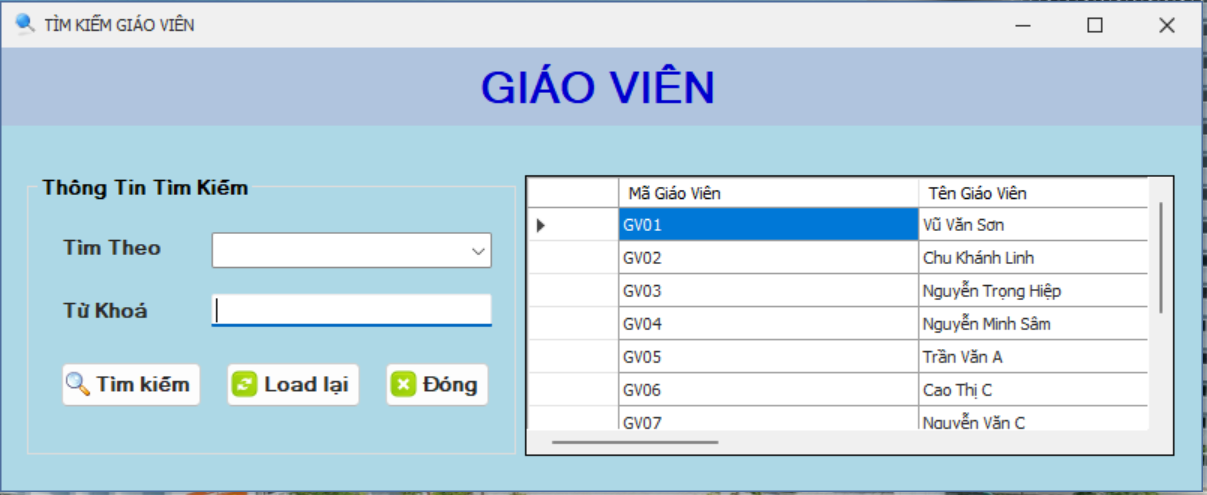 TÌM KIẾM GIÁO VIÊN
GIÁO VIÊN
Thông Tin Tìm Kiếm
Tìm Theo
Từ Khoá
Tìm kiếm Load lại Đóng
Mã Giáo Viên Tên Giáo Viên
GV01 Vũ Văn Sơn
GV02 Chu Khánh Linh
GV03 Nguyễn Trọng Hiệp
GV04 Nguyễn Minh Sâm
GV05 Trần Văn A
GV06 Cao Thị C
GV07 Nguyễn Văn C